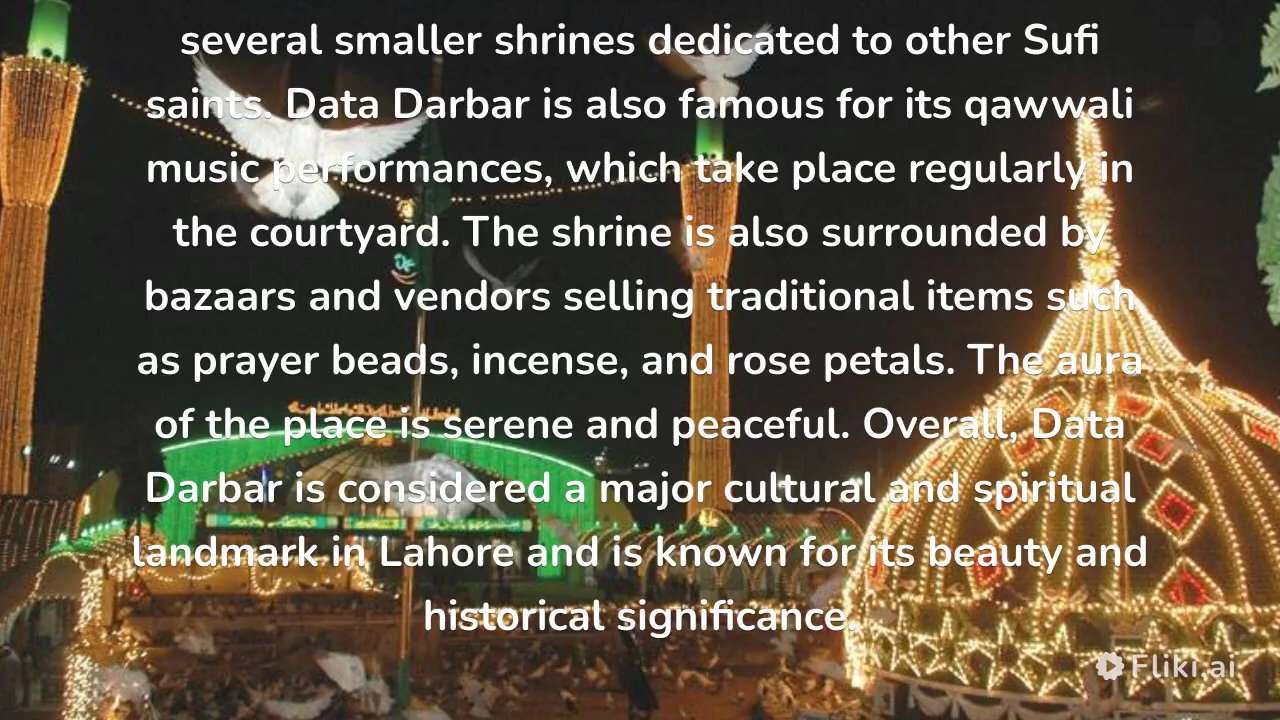 several smaller shrines dedicated to other Sufi
saints. Data Darbar is also famous for its qawwali
music performances, which take place regularly in
the courtyard. The shrine is also surrounded by
bazaars and vendors selling traditional items such
as prayer beads, incense, and rose petals. The aura
of the place is serene and peaceful. Overall, Data
Darbar is considered a major cultural and spiritual
landmark in Lahore and is known for its beauty and
historical significance.
Fliki.ai